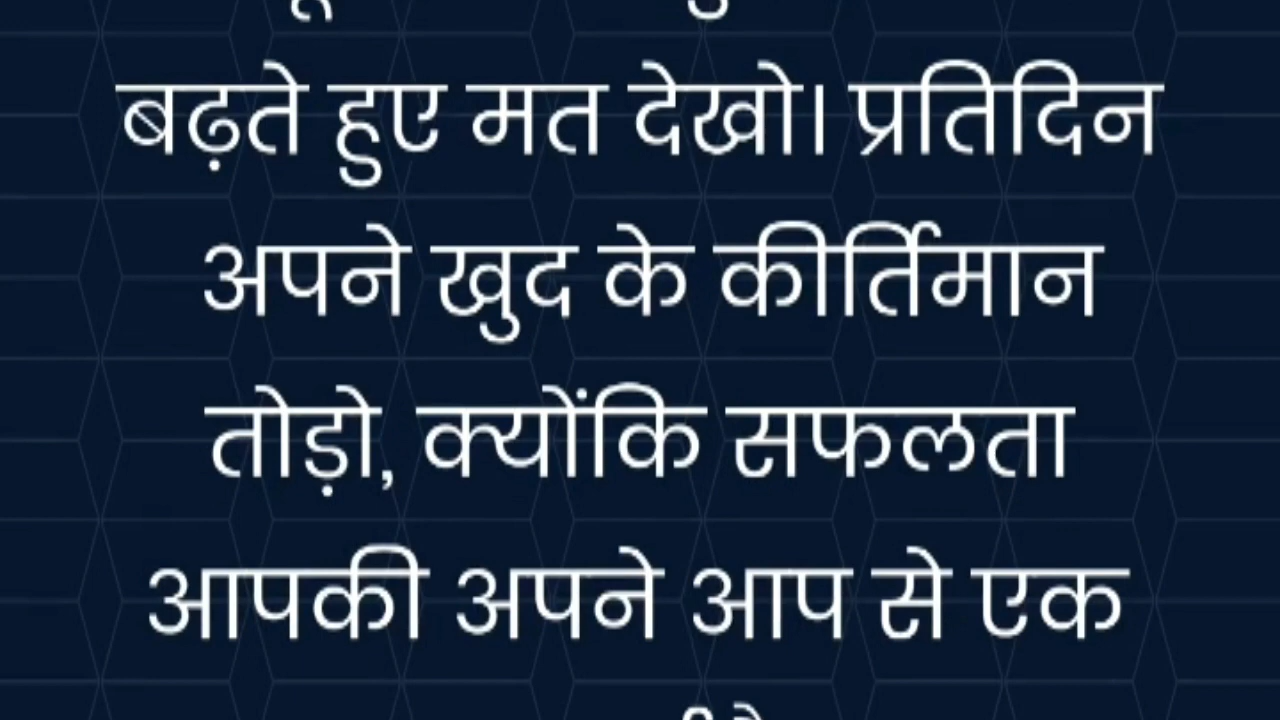 बढ़ते हुए मत देखो। प्रतिदिन
अपने खुद के कीर्तिमान
तोड़ो, क्योंकि सफलता
आपकी अपने आप से एक